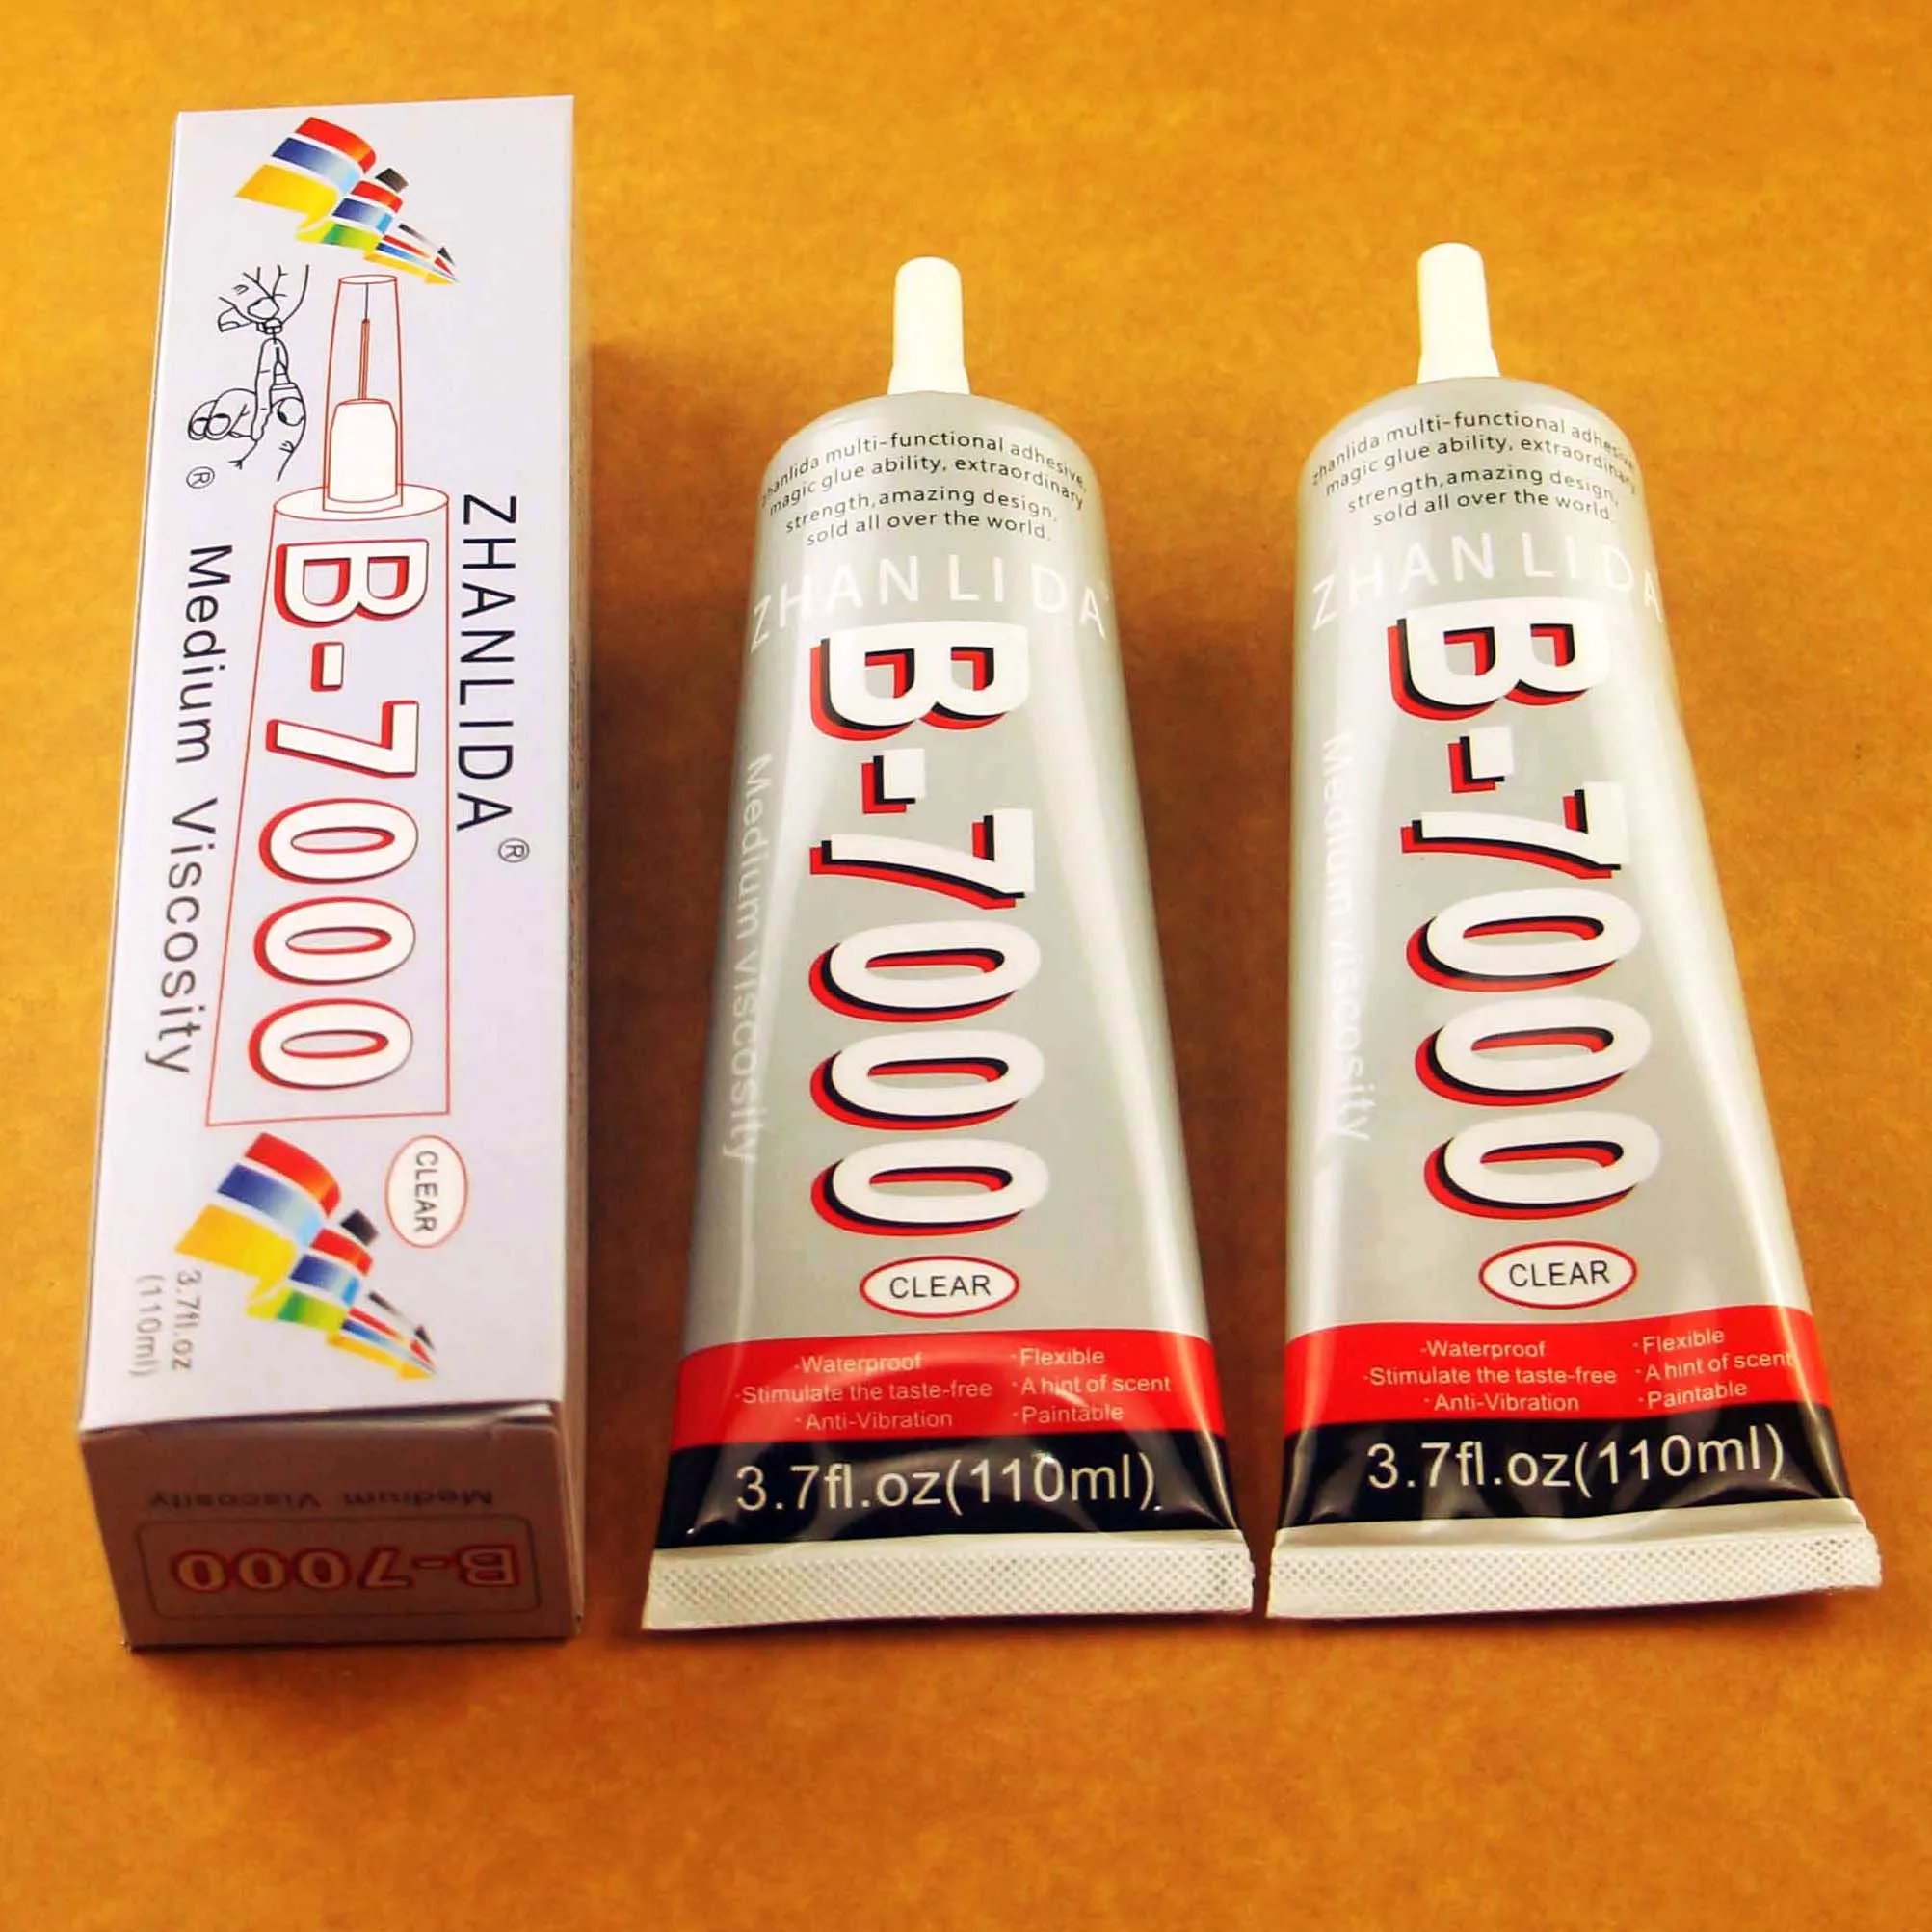 ZHANLIDA®
B-7000
® Medium Viscosity
CLEAR
3.7fl.oz
(110ml)
Medium Viscosity
B-7000
zhanlida multi-functional adhesive,
magic glue ability, extraordinary
strength,amazing design,
sold all over the world.
ZHANLIDA
B-7000
Medium viscosity
CLEAR
·Waterproof ·Flexible
·Stimulate the taste-free ·A hint of scent
·Anti-Vibration ·Paintable
3.7fl.oz(110ml)
zhanlida multi-functional adhesive,
magic glue ability, extraordinary
strength,amazing design,
sold all over the world.
ZHANLIDA
B-7000
Medium viscosity
CLEAR
·Waterproof ·Flexible
·Stimulate the taste-free ·A hint of scent
·Anti-Vibration ·Paintable
3.7fl.oz(110ml)